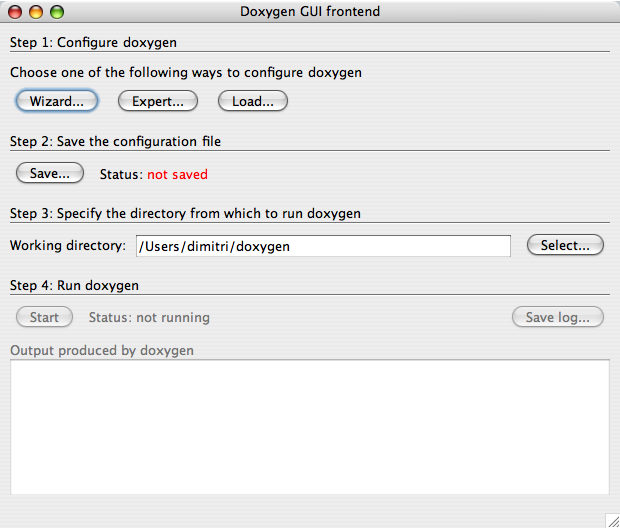 Doxygen GUI frontend
Step 1: Configure doxygen
Choose one of the following ways to configure doxygen
Wizard... Expert... Load...
Step 2: Save the configuration file
Save... Status: not saved
Step 3: Specify the directory from which to run doxygen
Working directory: /Users/dimitri/doxygen Select...
Step 4: Run doxygen
Start Status: not running Save log...
Output produced by doxygen